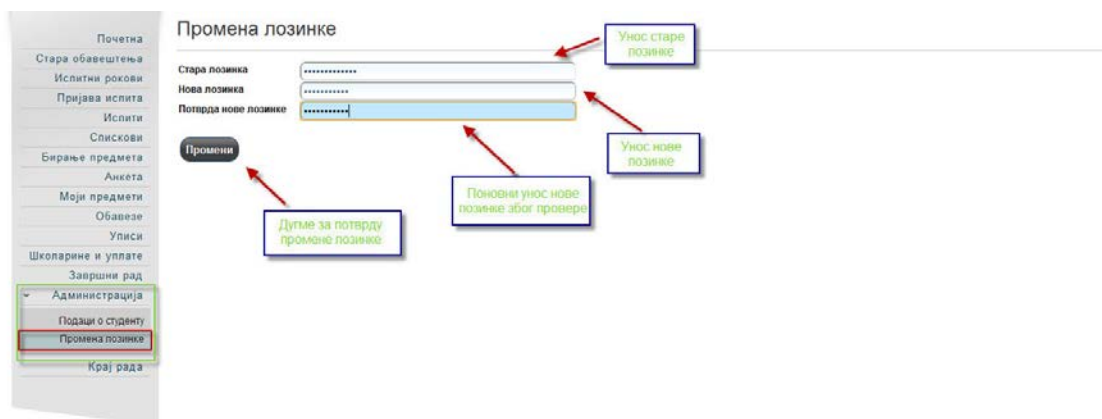 Почетна
Стара обавештења
Испитни рокови
Пријава испита
Испити
Спискови
Бирање предмета
Анкета
Моји предмети
Обавезе
Уписи
Школарине и уплате
Завршни рад
Администрација
Подаци о студенту
Промена лозинке
Крај рада
Промена лозинке
Стара лозинка
Нова лозинка
Потврда нове лозинке
Промени
Унос старе
лозинке
Унос нове
лозинке
Поновни унос нове
лозинке због провере
Дугме за потврду
промене лозинке